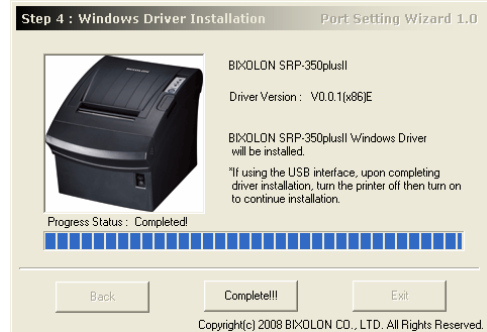 Step 4 : Windows Driver Installation
Port Setting Wizard 1.0
BIXOLON SRP-350plusII
Driver Version : V0.0.1(x86)E
BIXOLON SRP-350plusII Windows Driver
will be installed.
"If using the USB interface, upon completing
driver installation, turn the printer off then turn on
to continue installation.
Progress Status : Completed!
Back
Complete!!!
Exit
Copyright(c) 2008 BIXOLON CO., LTD. All Rights Reserved.